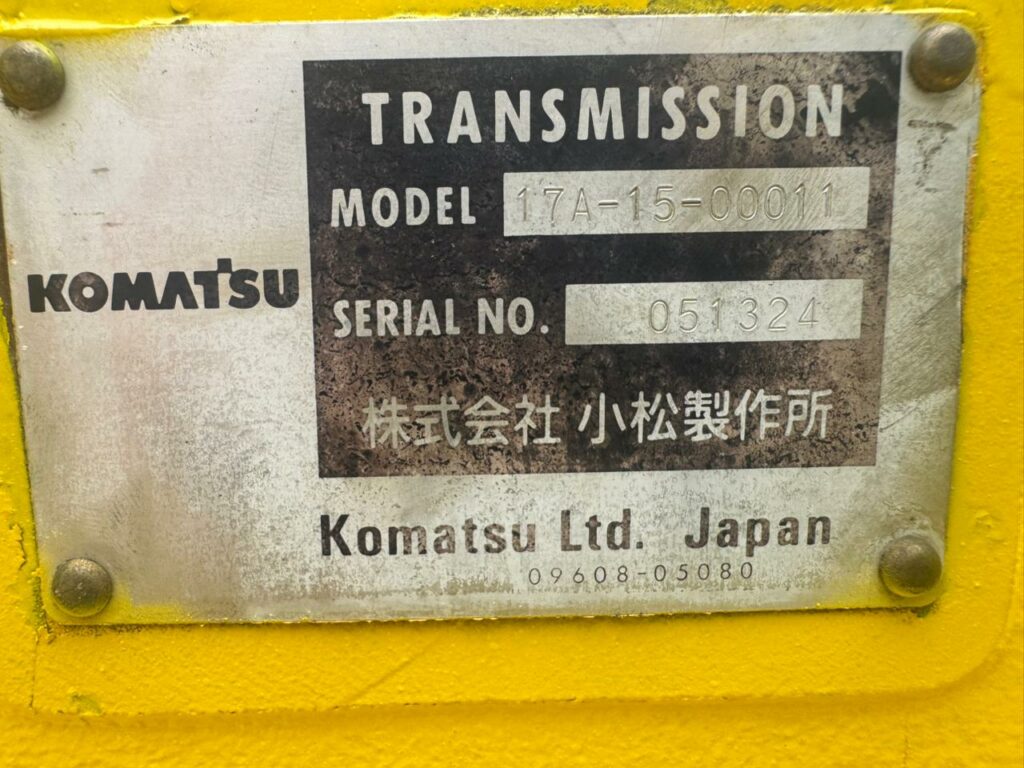 TRANSMISSION
MODEL 17A-15-00011
KOMATSU
SERIAL NO. 051324
株式会社 小松製作所
Komatsu Ltd. Japan
09608-05080